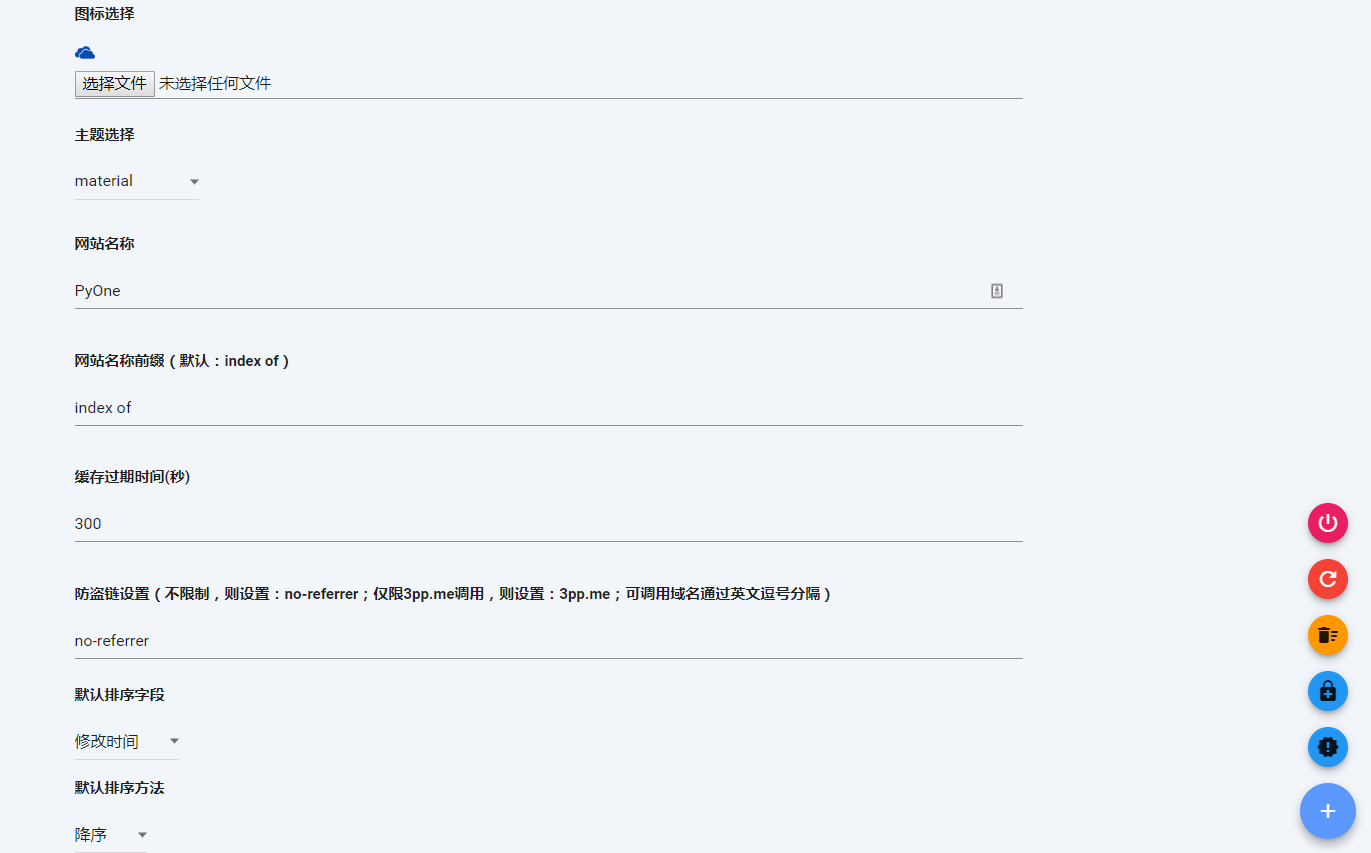 图标选择
选择文件 未选择任何文件
主题选择
material
网站名称
PyOne
网站名称前缀（默认：index of）
index of
缓存过期时间(秒)
300
防盗链设置（不限制，则设置：no-referrer；仅限3pp.me调用，则设置：3pp.me；可调用域名通过英文逗号分隔）
no-referrer
默认排序字段
修改时间
默认排序方法
降序